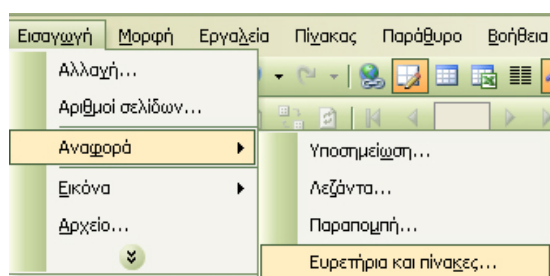 Εισαγωγή Μορφή Εργαλεία Πίνακας Παράθυρο Βοήθεια
Αλλαγή...
Αριθμοί σελίδων...
Αναφορά
Εικόνα
Αρχείο...
Υποσημείωση...
Λεζάντα...
Παραπομπή...
Ευρετήρια και πίνακες...